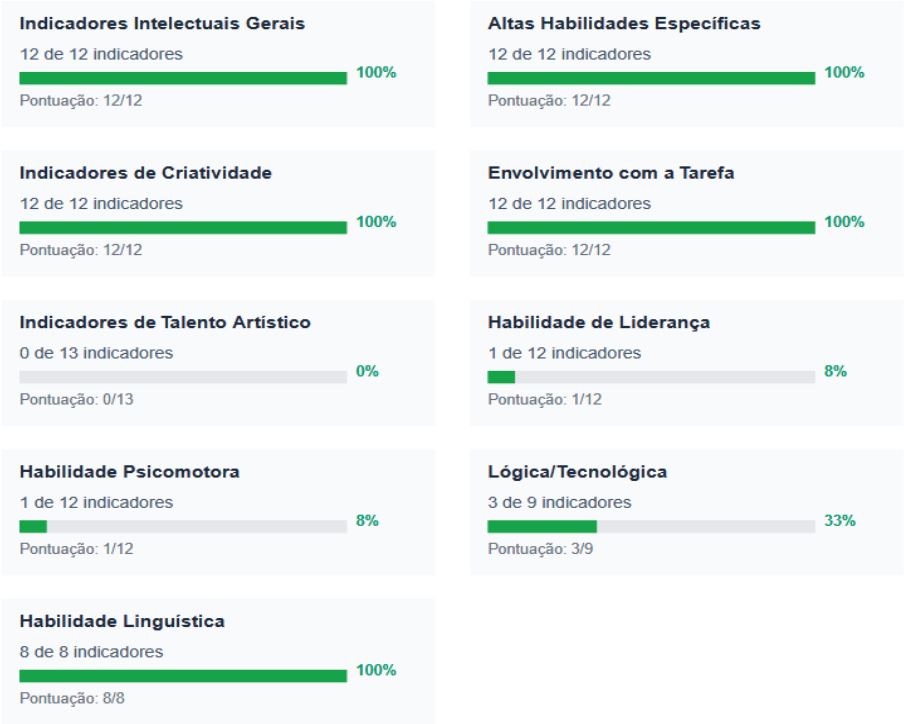 Indicadores Intelectuais Gerais
12 de 12 indicadores
100%
Pontuação: 12/12
Altas Habilidades Específicas
12 de 12 indicadores
100%
Pontuação: 12/12
Indicadores de Criatividade
12 de 12 indicadores
100%
Pontuação: 12/12
Envolvimento com a Tarefa
12 de 12 indicadores
100%
Pontuação: 12/12
Indicadores de Talento Artístico
0 de 13 indicadores
0%
Pontuação: 0/13
Habilidade de Liderança
1 de 12 indicadores
8%
Pontuação: 1/12
Habilidade Psicomotora
1 de 12 indicadores
8%
Pontuação: 1/12
Lógica/Tecnológica
3 de 9 indicadores
33%
Pontuação: 3/9
Habilidade Linguística
8 de 8 indicadores
100%
Pontuação: 8/8